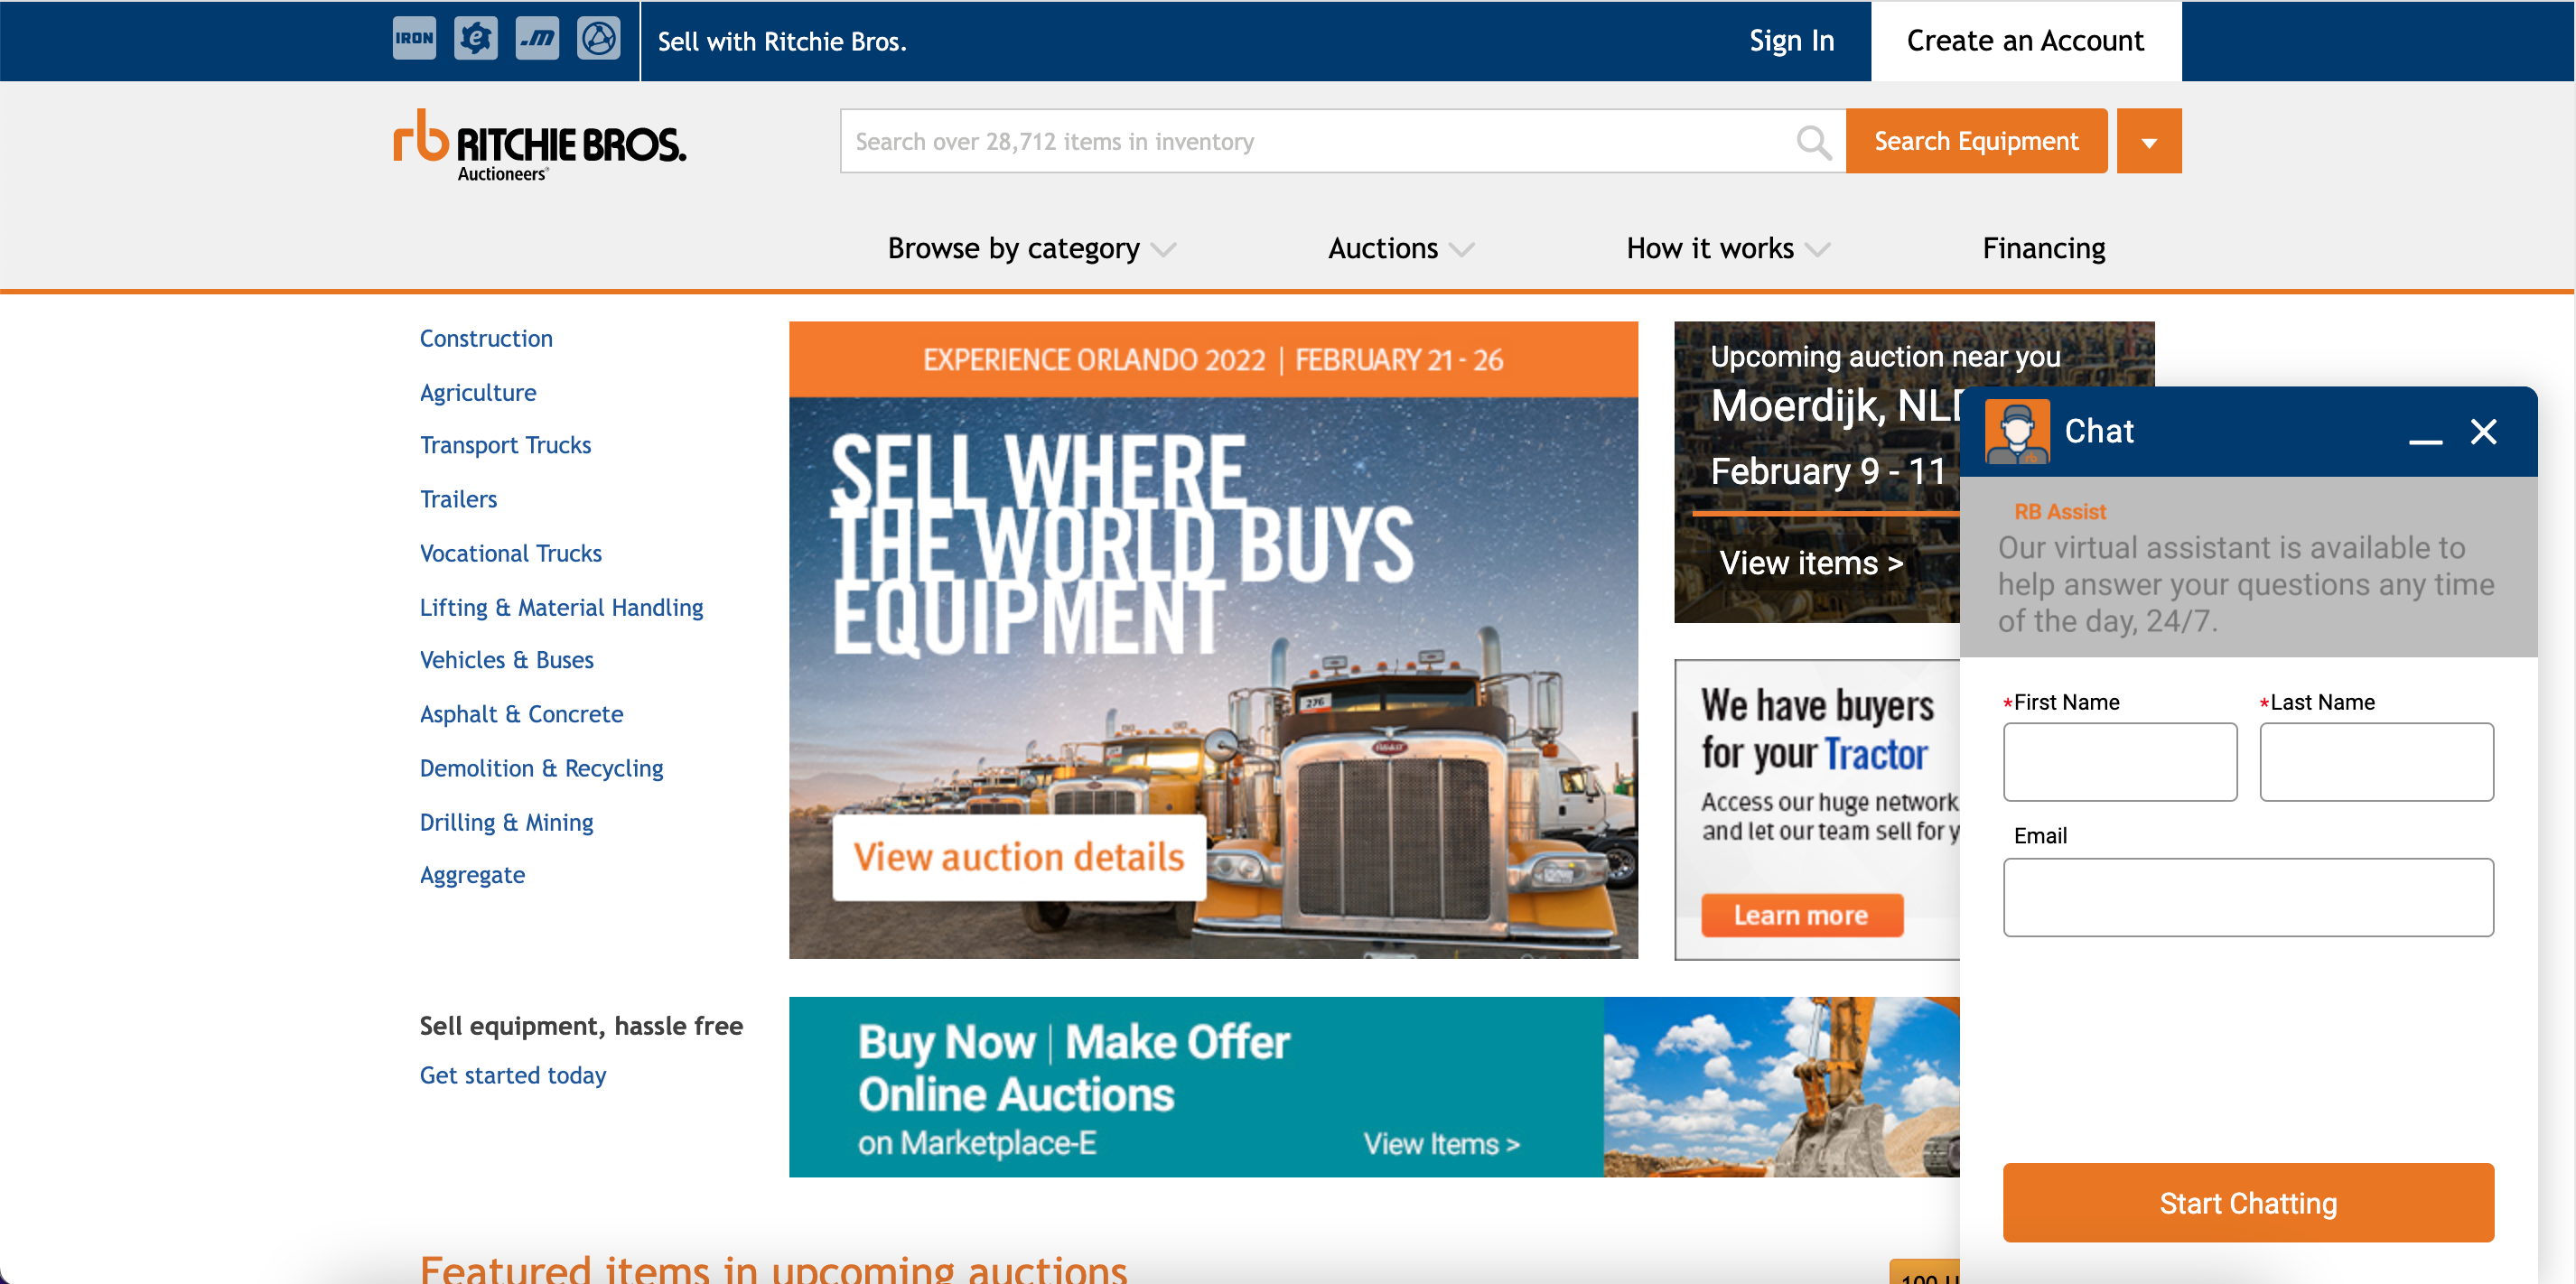 IRON
e
.m
Sell with Ritchie Bros.
Sign In
Create an Account
rb RITCHIE BROS.
Auctioneers
Search over 28,712 items in inventory
Search Equipment
Browse by category
Auctions
How it works
Financing
Construction
Agriculture
Transport Trucks
Trailers
Vocational Trucks
Lifting & Material Handling
Vehicles & Buses
Asphalt & Concrete
Demolition & Recycling
Drilling & Mining
Aggregate
Sell equipment, hassle free
Get started today
EXPERIENCE ORLANDO 2022 | FEBRUARY 21 - 26
SELL WHERE
THE WORLD BUYS
EQUIPMENT
276
View auction details
Upcoming auction near you
Moerdijk, NLD
February 9 - 11
View items >
We have buyers
for your Tractor
Access our huge network
and let our team sell for y
Learn more
Buy Now | Make Offer
Online Auctions
on Marketplace-E
View Items >
Featured items in upcoming auctions
Chat
RB Assist
Our virtual assistant is available to
help answer your questions any time
of the day, 24/7.
*First Name
*Last Name
Email
Start Chatting